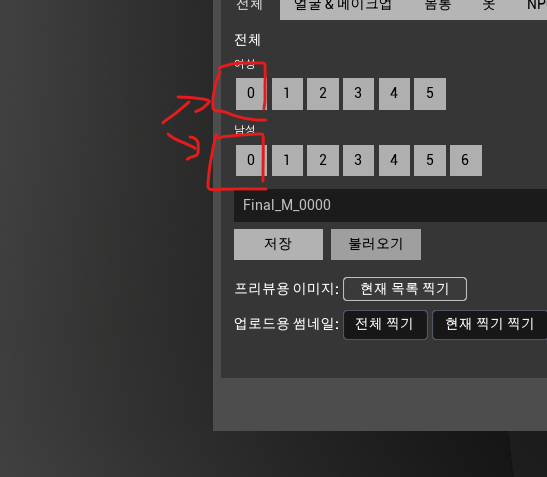 전체 얼굴 & 메이크업 몸통 옷 NP
전체
여성
0 1 2 3 4 5
남성
0 1 2 3 4 5 6
Final_M_0000
저장 불러오기
프리뷰용 이미지: 현재 목록 찍기
업로드용 썸네일: 전체 찍기 현재 찍기 찍기